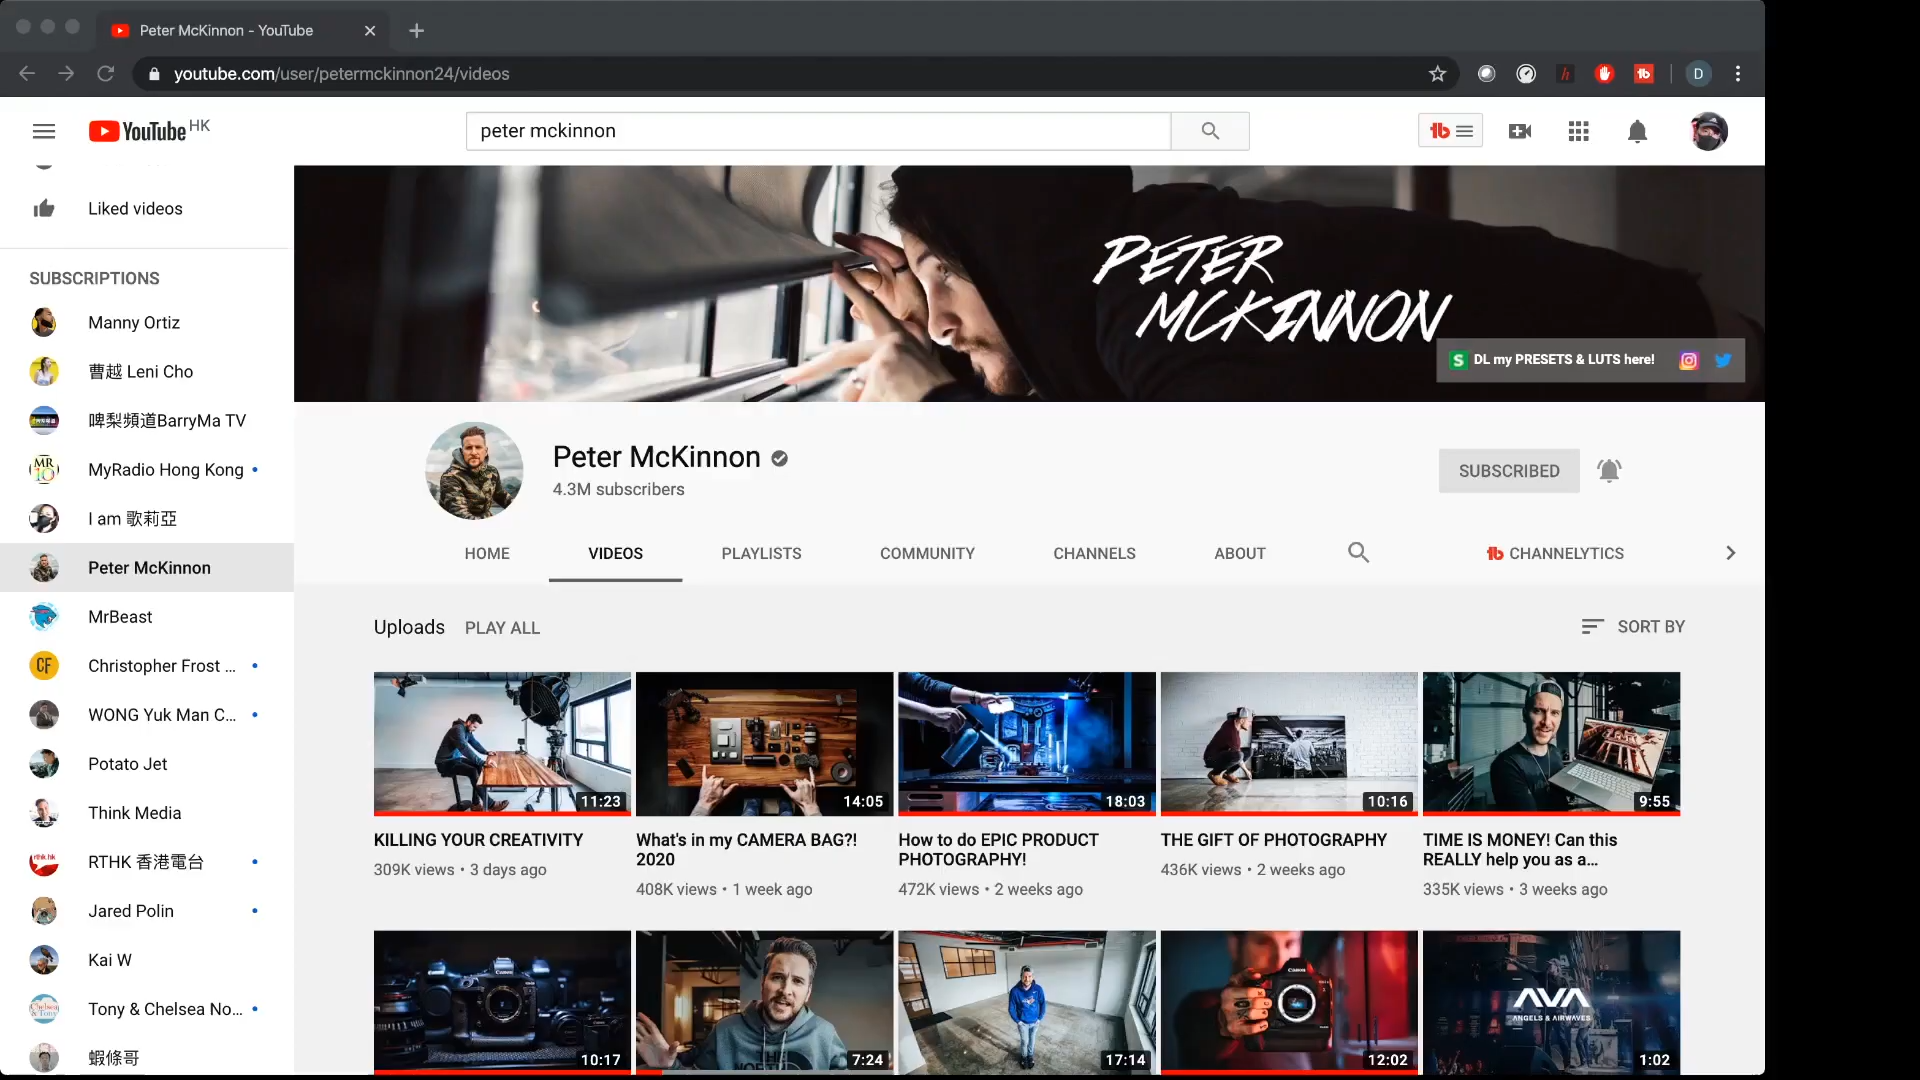 Peter McKinnon - YouTube
youtube.com/user/petermckinnon24/videos
D
YouTube HK
peter mckinnon
Liked videos
SUBSCRIPTIONS
Manny Ortiz
曹越 Leni Cho
啤梨頻道BarryMa TV
MyRadio Hong Kong
I am 歌莉亞
Peter McKinnon
MrBeast
Christopher Frost ...
WONG Yuk Man C...
Potato Jet
Think Media
RTHK 香港電台
Jared Polin
Kai W
Tony & Chelsea No...
蝦條哥
PETER
MCKINNON
DL my PRESETS & LUTS here!
Peter McKinnon
4.3M subscribers
SUBSCRIBED
HOME
VIDEOS
PLAYLISTS
COMMUNITY
CHANNELS
ABOUT
CHANNELYTICS
Uploads PLAY ALL
SORT BY
11:23
KILLING YOUR CREATIVITY
309K views • 3 days ago
14:05
What's in my CAMERA BAG?!
2020
408K views • 1 week ago
18:03
How to do EPIC PRODUCT
PHOTOGRAPHY!
472K views • 2 weeks ago
10:16
THE GIFT OF PHOTOGRAPHY
436K views • 2 weeks ago
9:55
TIME IS MONEY! Can this
REALLY help you as a...
335K views • 3 weeks ago
10:17
7:24
17:14
12:02
AVA
ANGELS & AIRWAVES
1:02